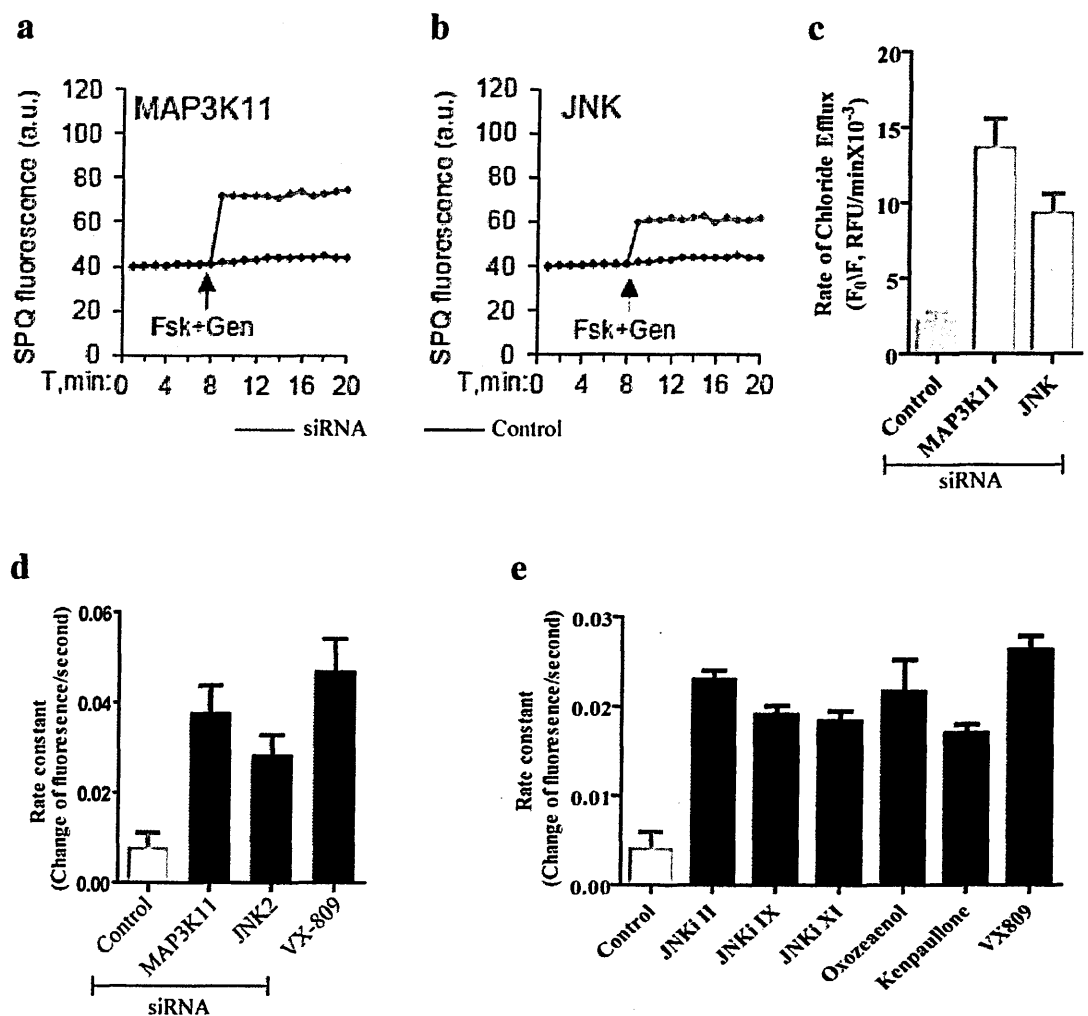 a
SPQ fluorescence (a.u.)
120
100
80
60
40
20
0
MAP3K11
Fsk+Gen
T,min:0 4 8 12 16 20
b
SPQ fluorescence (a.u.)
120
100
80
60
40
20
0
JNK
Fsk+Gen
T,min:0 4 8 12 16 20
siRNA
Control
c
Rate of Chloride Efflux
(F₀\F, RFU/minX10⁻³)
20
15
10
5
0
Control
MAP3K11
JNK
siRNA
d
Rate constant
(Change of fluoresence/second)
0.06
0.04
0.02
0.00
Control
MAP3K11
JNK2
VX-809
siRNA
e
Rate constant
(Change of fluoresence/second)
0.03
0.02
0.01
0.00
Control
JNKi II
JNKi IX
JNKi XI
Oxozeaenol
Kenpaullone
VX809